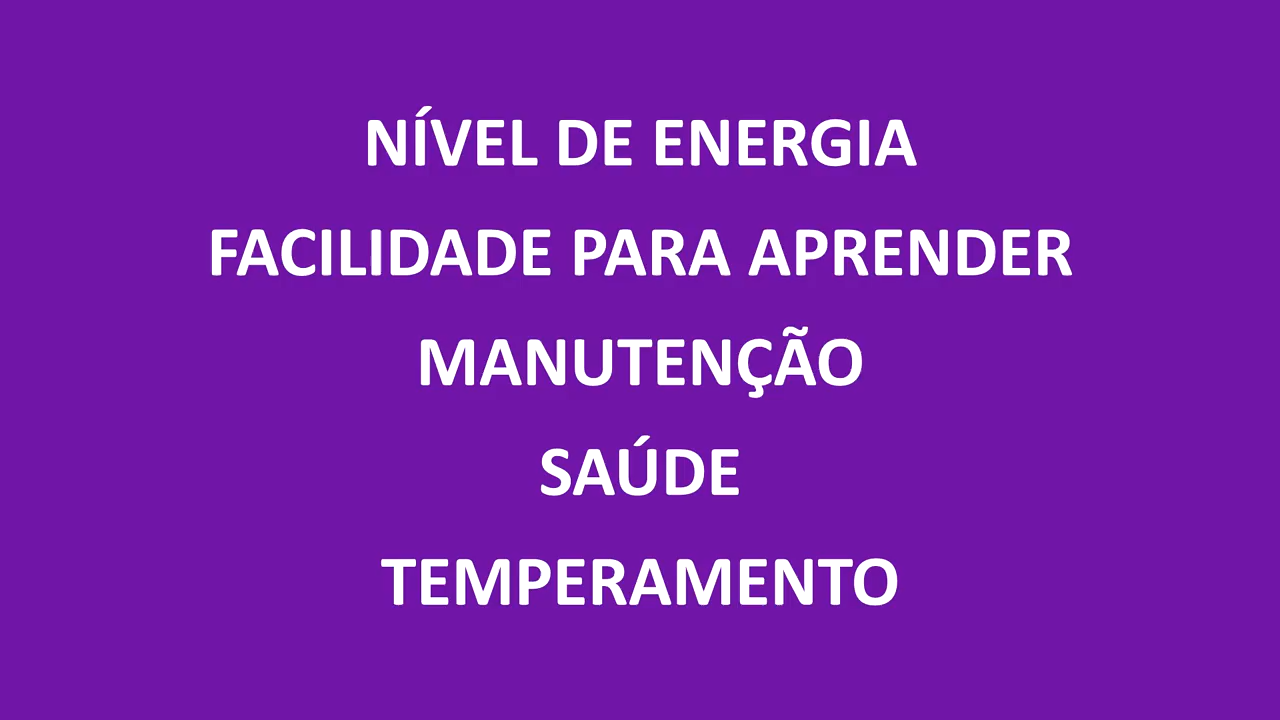 NÍVEL DE ENERGIA
FACILIDADE PARA APRENDER
MANUTENÇÃO
SAÚDE
TEMPERAMENTO